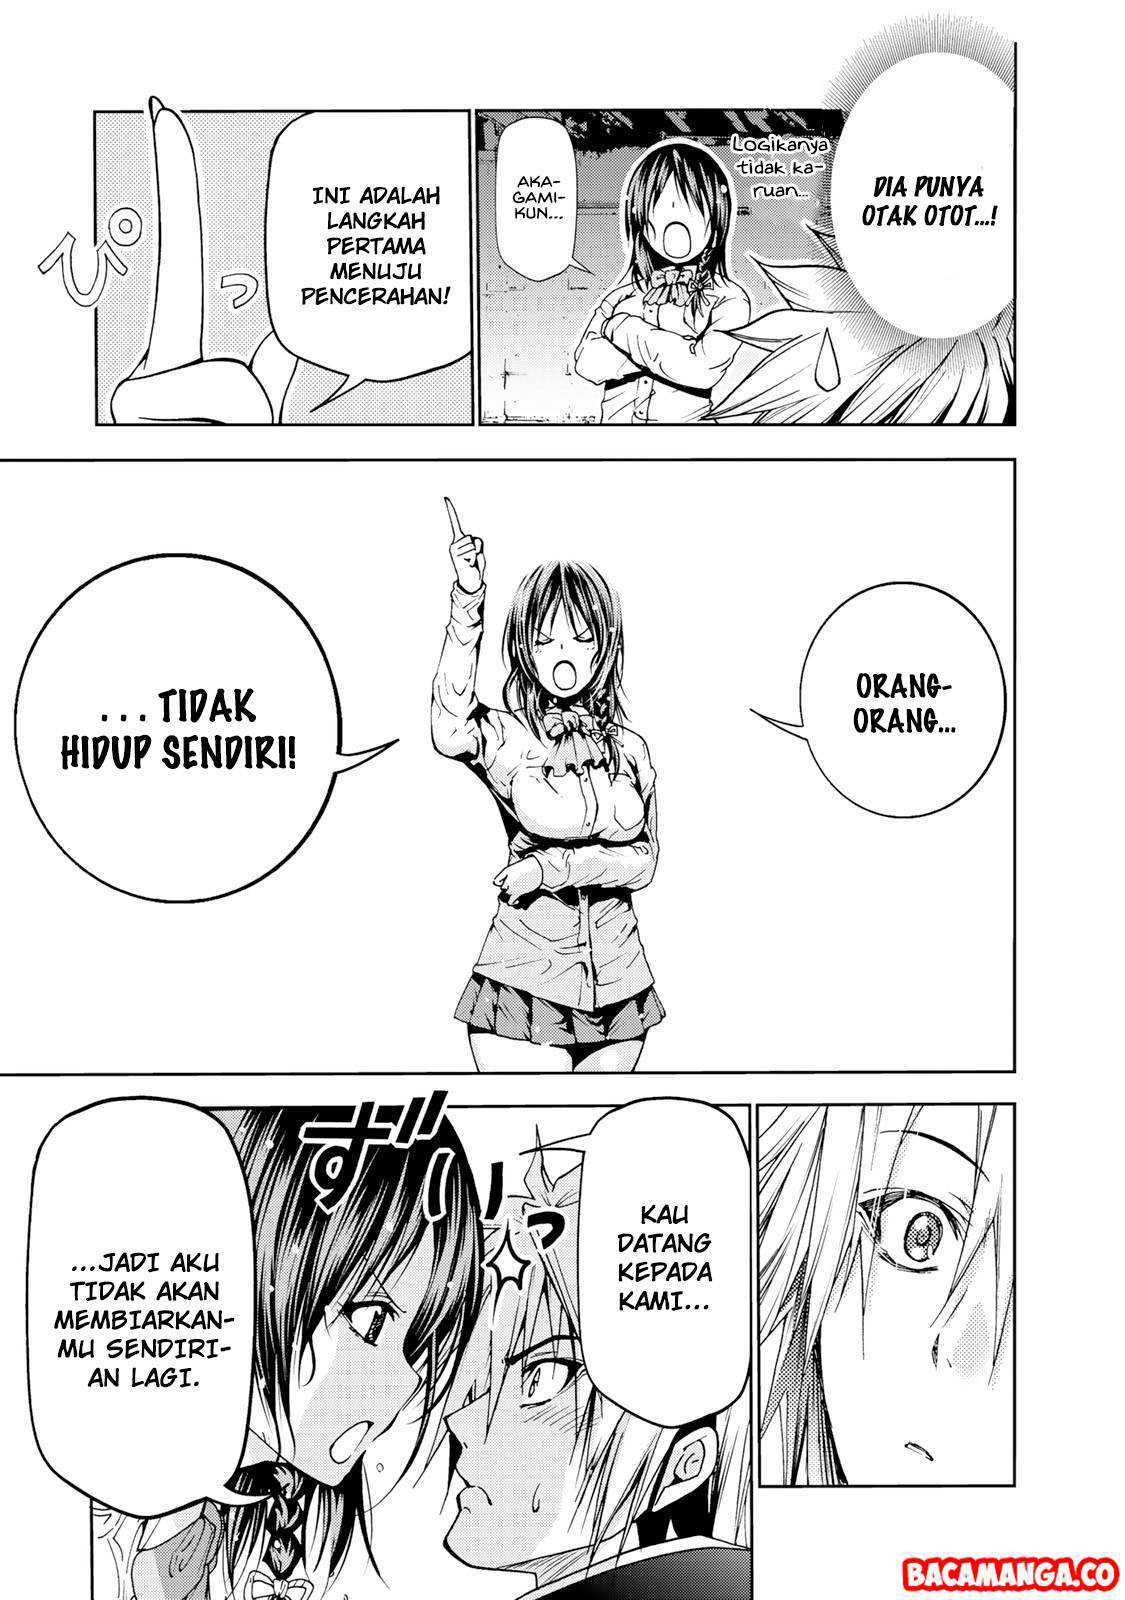 DIA PUNYA
OTAK OTOT...!
Logikanya
tidak ka-
ruan...
AKA-
GAMI-
KUN...
INI ADALAH
LANGKAH
PERTAMA
MENUJU
PENCERAHAN!
ぴっ
ORANG-
ORANG...
...TIDAK
HIDUP SENDIRI!
KAU
DATANG
KEPADA
KAMI...
ずいっ
...JADI AKU
TIDAK AKAN
MEMBIARKAN-
MU SENDIRI-
AN LAGI.
BACAMANGA.CO